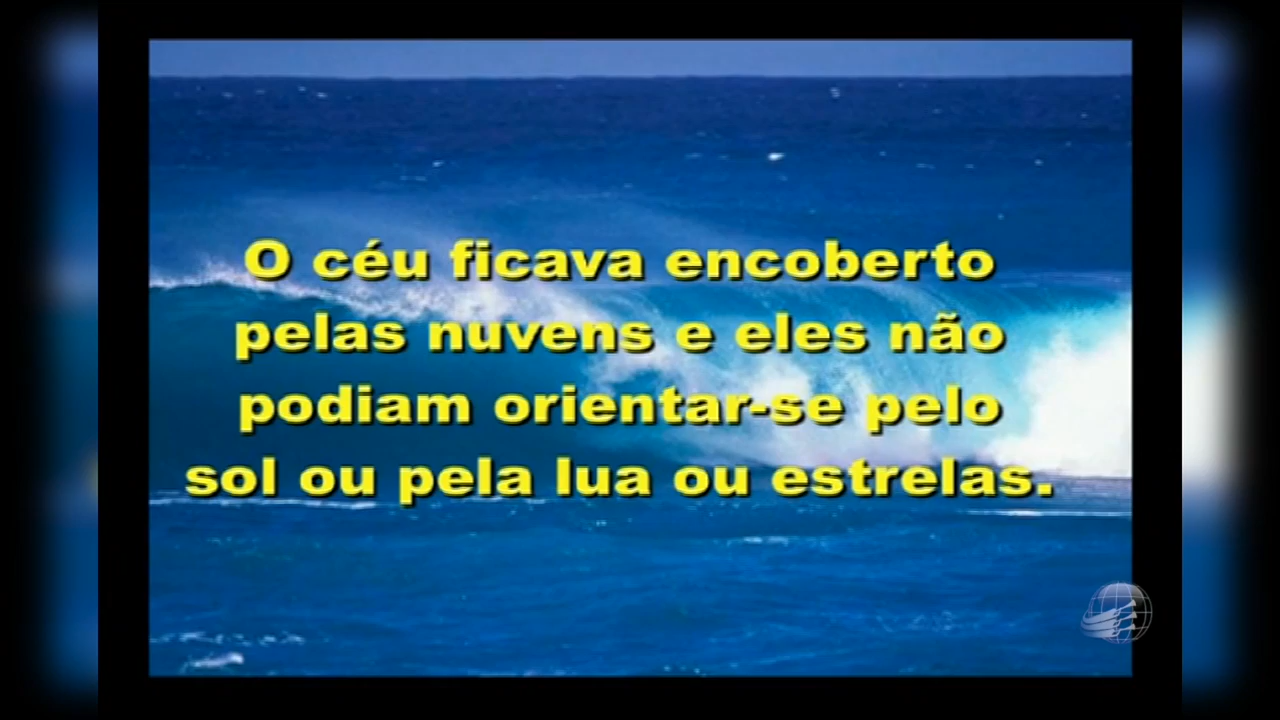 O céu ficava encoberto
pelas nuvens e eles não
podiam orientar-se pelo
sol ou pela lua ou estrelas.